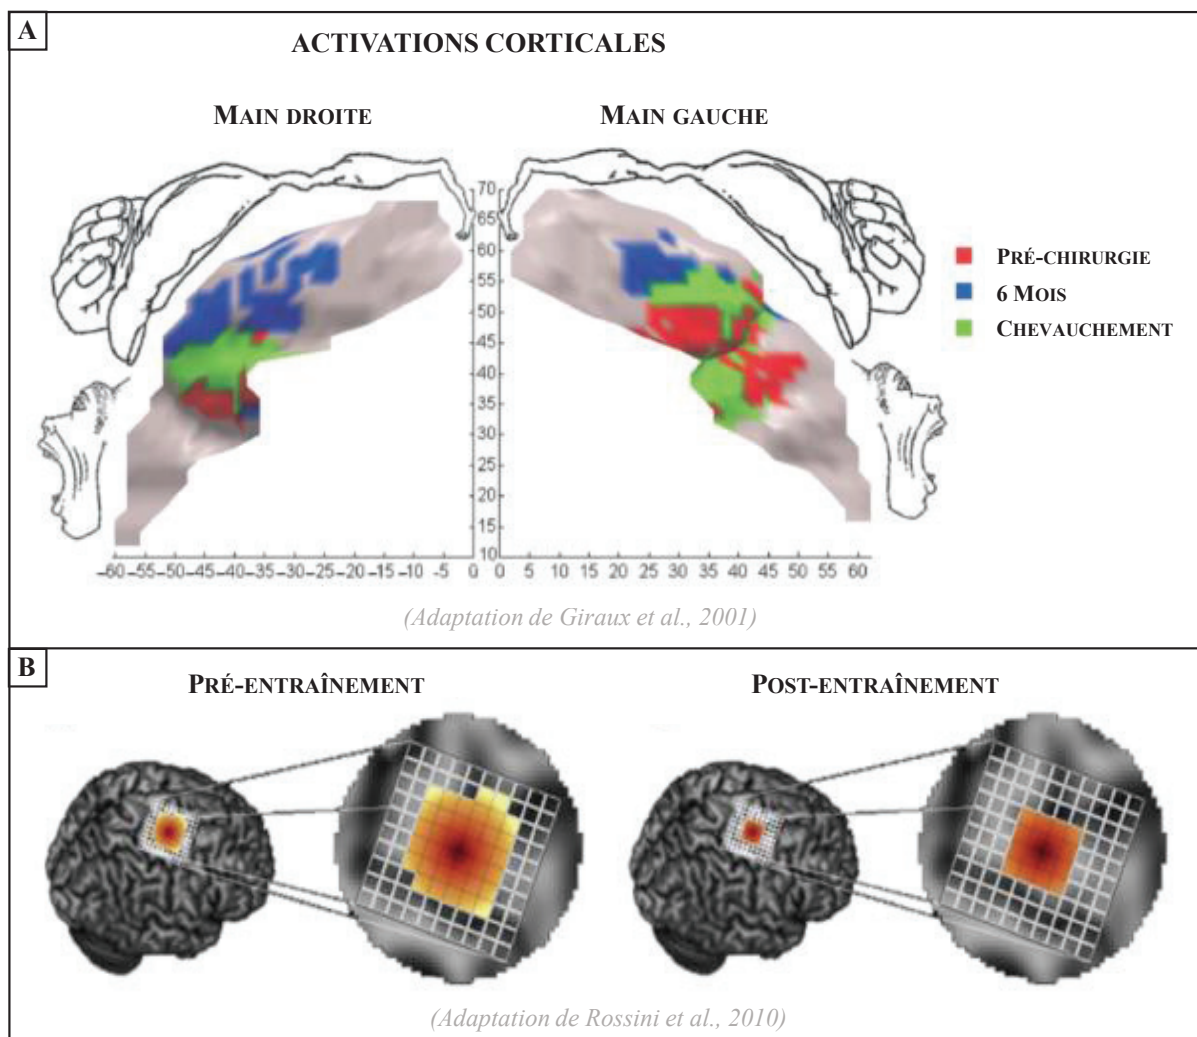 A
ACTIVATIONS CORTICALES
MAIN DROITE
MAIN GAUCHE
70
65
60
55
50
45
40
35
30
25
20
15
10
-60 -55 -50 -45 -40 -35 -30 -25 -20 -15 -10 -5 0
0 5 10 15 20 25 30 35 40 45 50 55 60
PRÉ-CHIRURGIE
6 MOIS
CHEVAUCHEMENT
(Adaptation de Giraux et al., 2001)
B
PRÉ-ENTRAÎNEMENT
POST-ENTRAÎNEMENT
(Adaptation de Rossini et al., 2010)